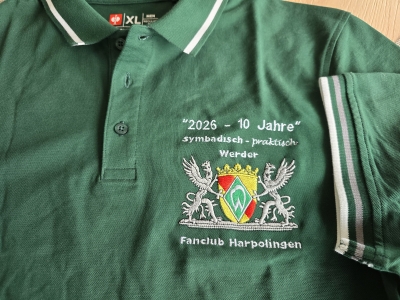 XL
"2026 - 10 Jahre"
symbadisch-praktisch-
Werder
W
Fanclub Harpolingen